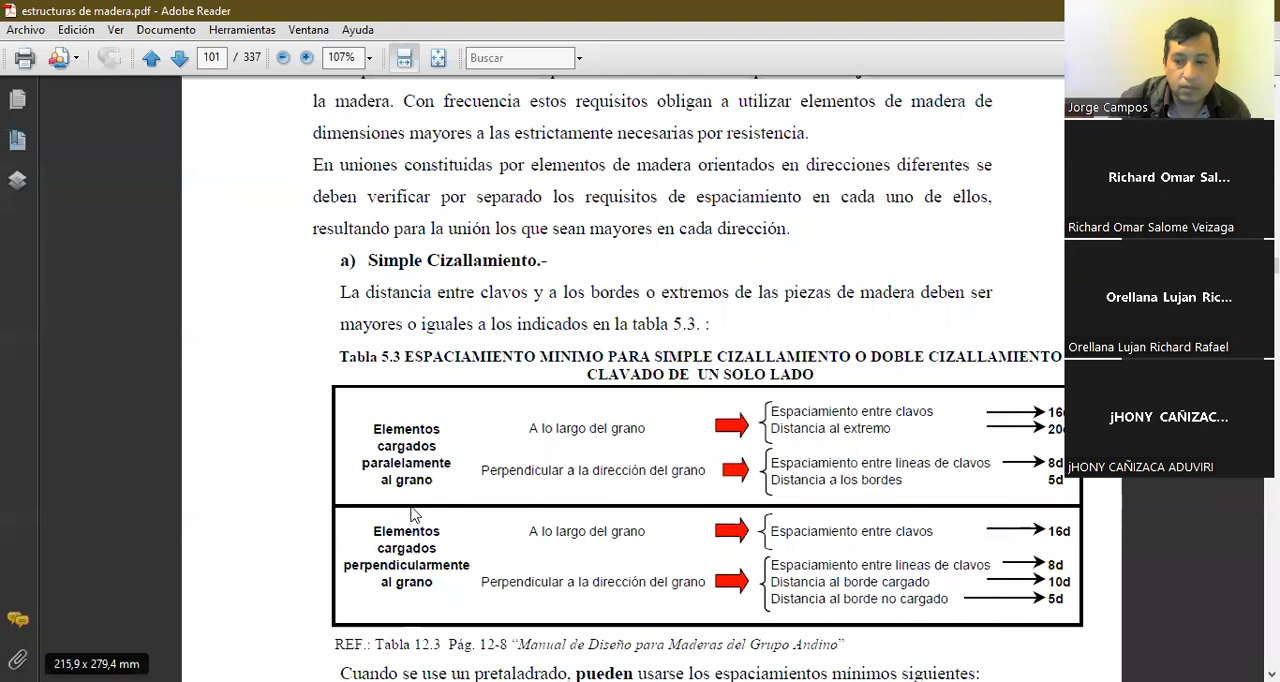 estructuras de madera.pdf - Adobe Reader
Archivo Edición Ver Documento Herramientas Ventana Ayuda
101 / 337 107% Buscar
la madera. Con frecuencia estos requisitos obligan a utilizar elementos de madera de
dimensiones mayores a las estrictamente necesarias por resistencia.
En uniones constituidas por elementos de madera orientados en direcciones diferentes se
deben verificar por separado los requisitos de espaciamiento en cada uno de ellos,
resultando para la unión los que sean mayores en cada dirección.
a) Simple Cizallamiento.-
La distancia entre clavos y a los bordes o extremos de las piezas de madera deben ser
mayores o iguales a los indicados en la tabla 5.3. :
Tabla 5.3 ESPACIAMIENTO MINIMO PARA SIMPLE CIZALLAMIENTO O DOBLE CIZALLAMIENTO
CLAVADO DE UN SOLO LADO
Elementos
cargados
paralelamente
al grano
A lo largo del grano
Espaciamiento entre clavos 16d
Distancia al extremo 20d
Perpendicular a la dirección del grano
Espaciamiento entre lineas de clavos 8d
Distancia a los bordes 5d
Elementos
cargados
perpendicularmente
al grano
A lo largo del grano
Espaciamiento entre clavos 16d
Perpendicular a la dirección del grano
Espaciamiento entre lineas de clavos 8d
Distancia al borde cargado 10d
Distancia al borde no cargado 5d
REF.: Tabla 12.3 Pág. 12-8 “Manual de Diseño para Maderas del Grupo Andino”
Cuando se use un pretaladrado, pueden usarse los espaciamientos mínimos siguientes:
215,9 x 279,4 mm
Jorge Campos
Richard Omar Sal...
Richard Omar Salome Veizaga
Orellana Lujan Ric...
Orellana Lujan Richard Rafael
jHONY CAÑIZAC...
jHONY CAÑIZACA ADUVIRI